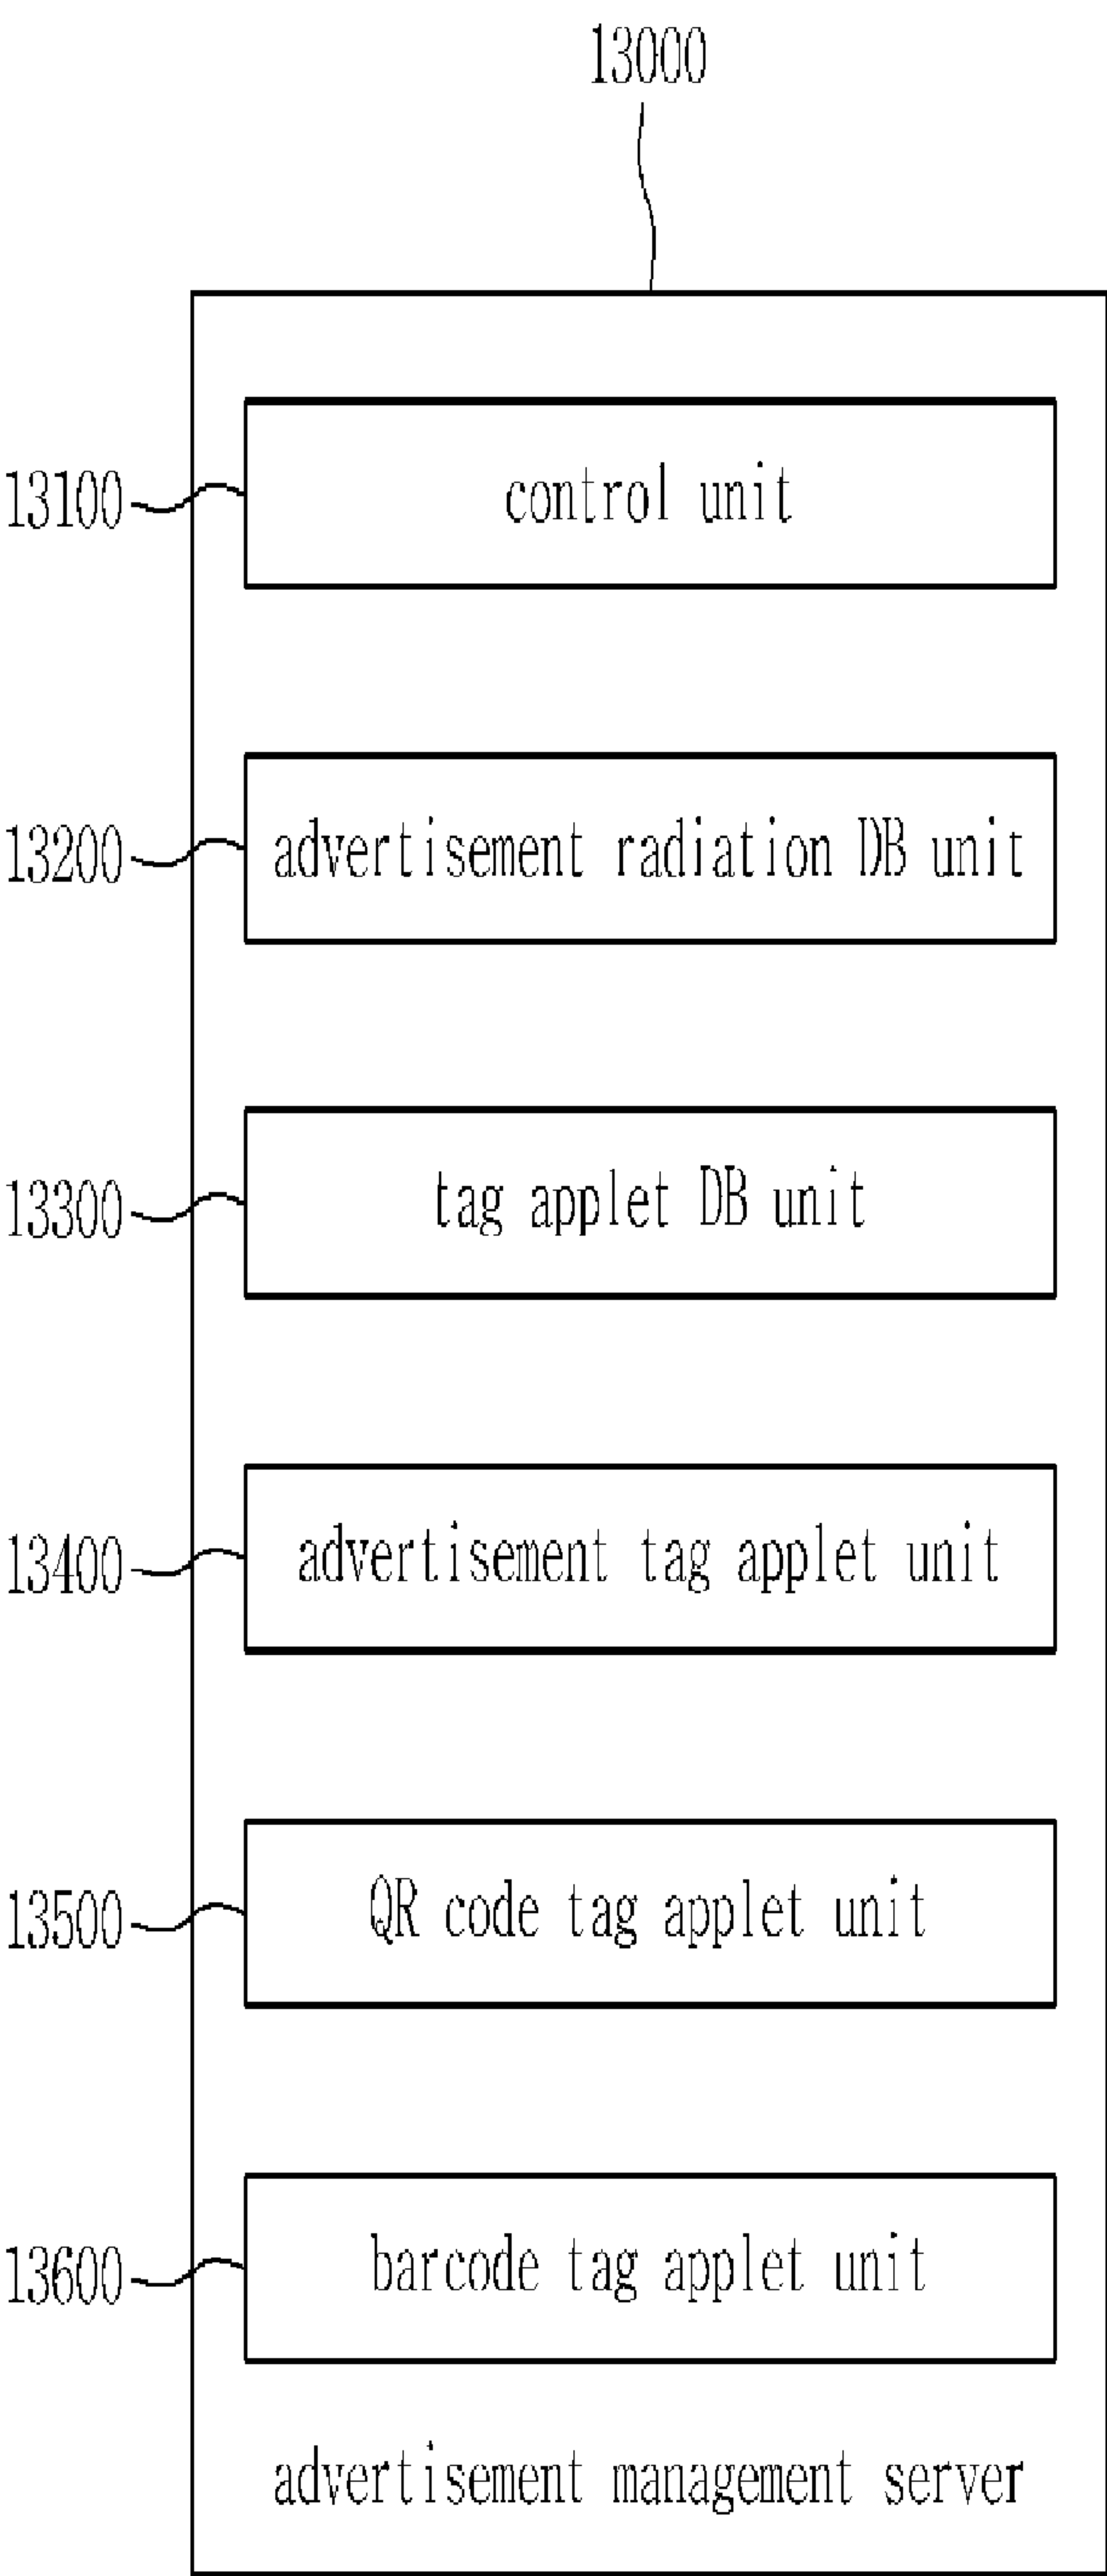 13000
13100
control unit
13200
advertisement radiation DB unit
13300
tag applet DB unit
13400
advertisement tag applet unit
13500
QR code tag applet unit
13600
barcode tag applet unit
advertisement management server